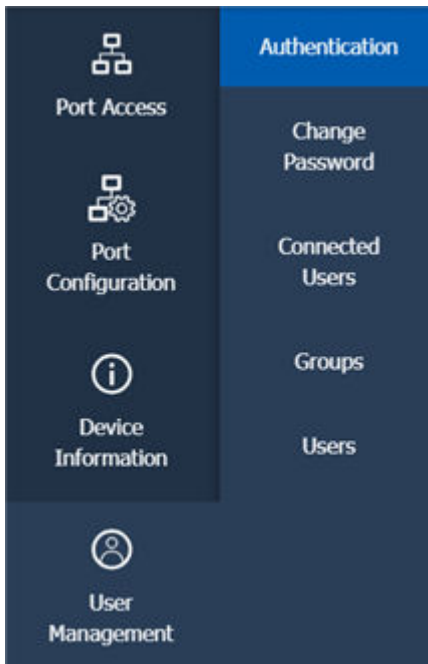 Port Access
Port
Configuration
Device
Information
User
Management
Authentication
Change
Password
Connected
Users
Groups
Users